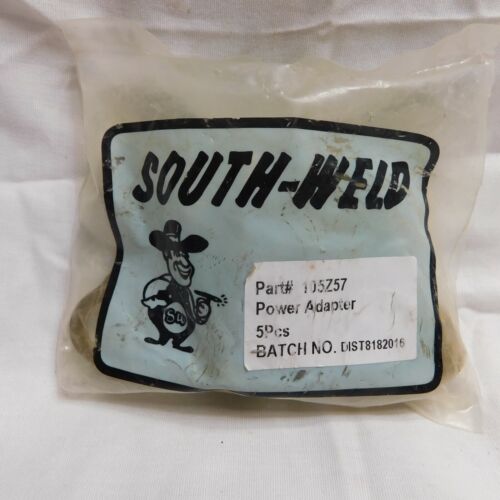 SOUTH-WELD
SW
Part# 105Z57
Power Adapter
5Pcs
BATCH NO. DIST8182016